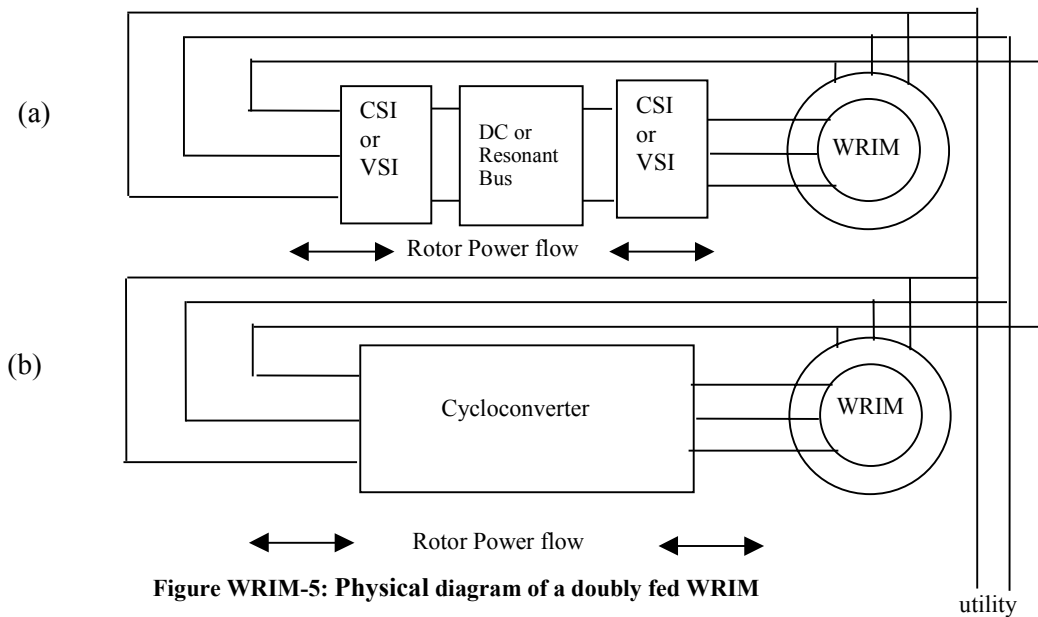 (a)
CSI
or
VSI
DC or
Resonant
Bus
CSI
or
VSI
WRIM
Rotor Power flow
(b)
Cycloconverter
WRIM
Rotor Power flow
Figure WRIM-5: Physical diagram of a doubly fed WRIM
utility